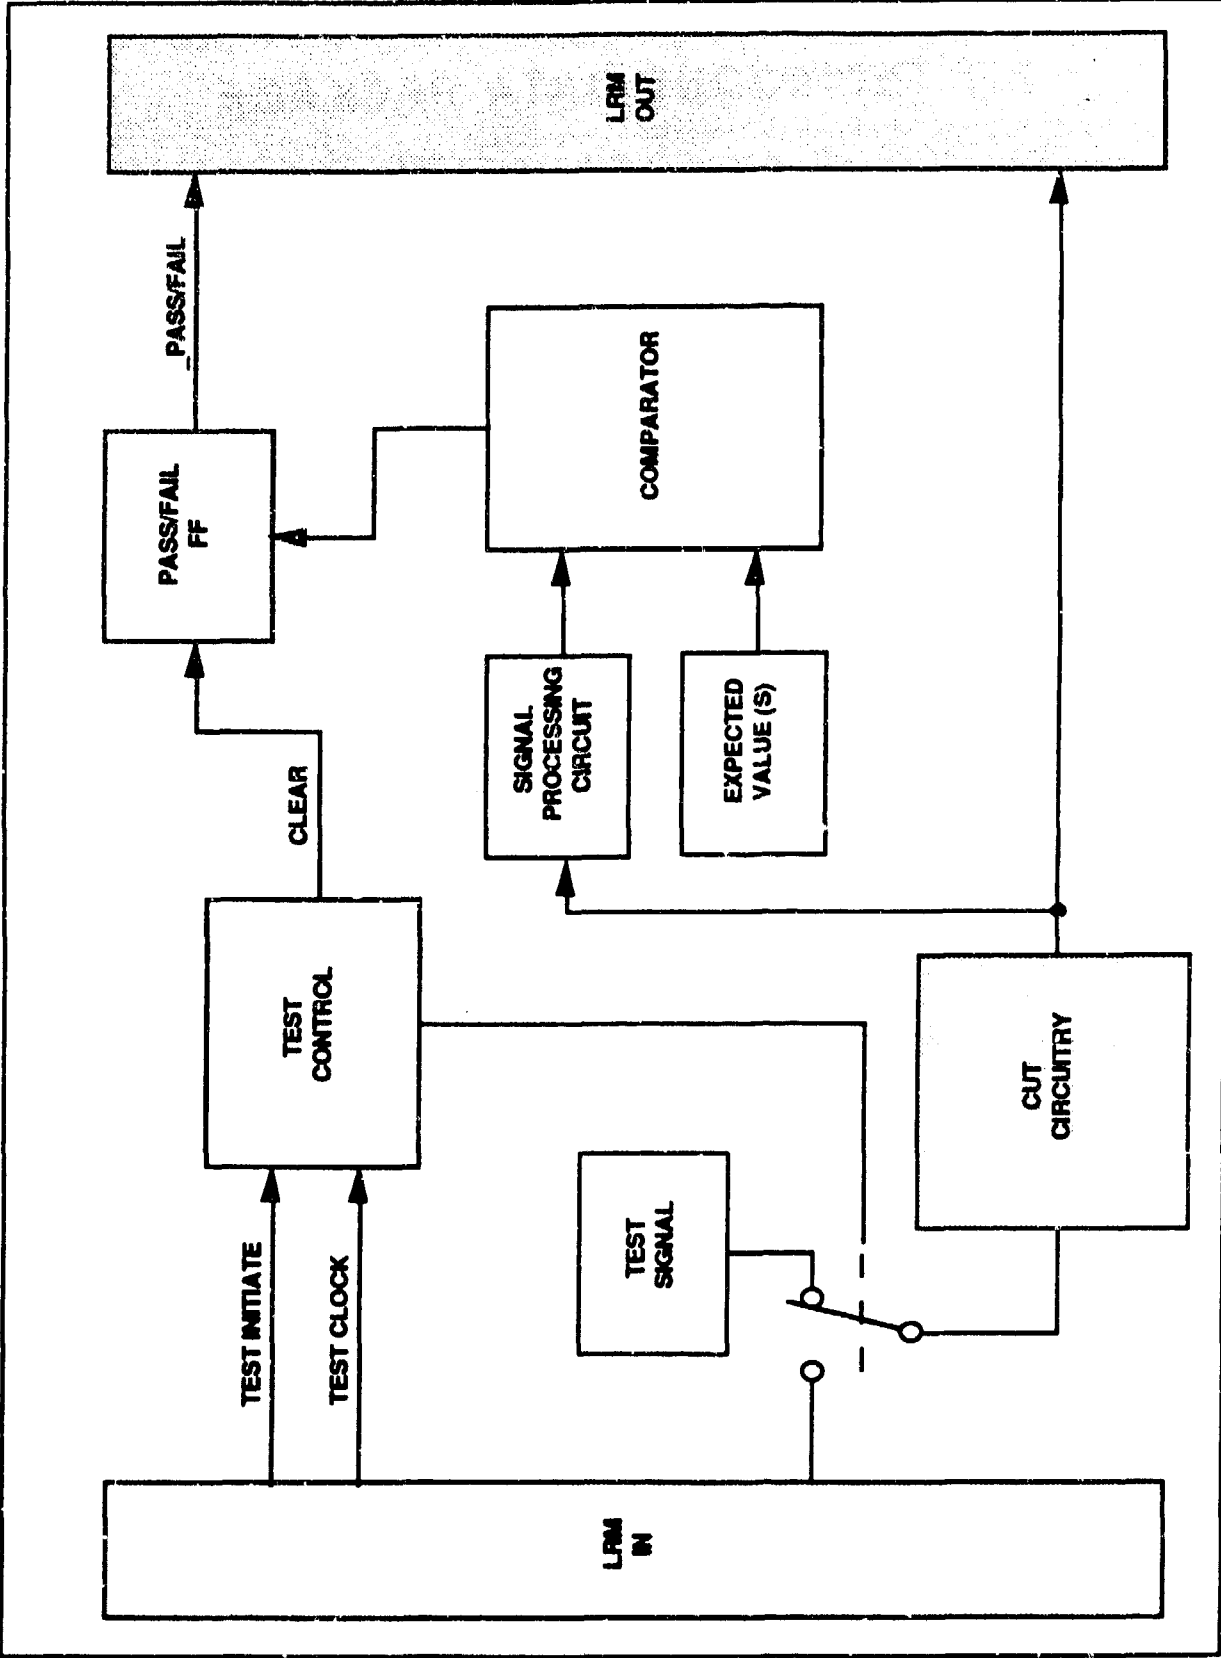 LRM
IN
TEST INITIATE
TEST CLOCK
TEST
CONTROL
CLEAR
PASS/FAIL
FF
_PASS/FAIL
LRM
OUT
TEST
SIGNAL
SIGNAL
PROCESSING
CIRCUIT
EXPECTED
VALUE (S)
COMPARATOR
CUT
CIRCUITRY